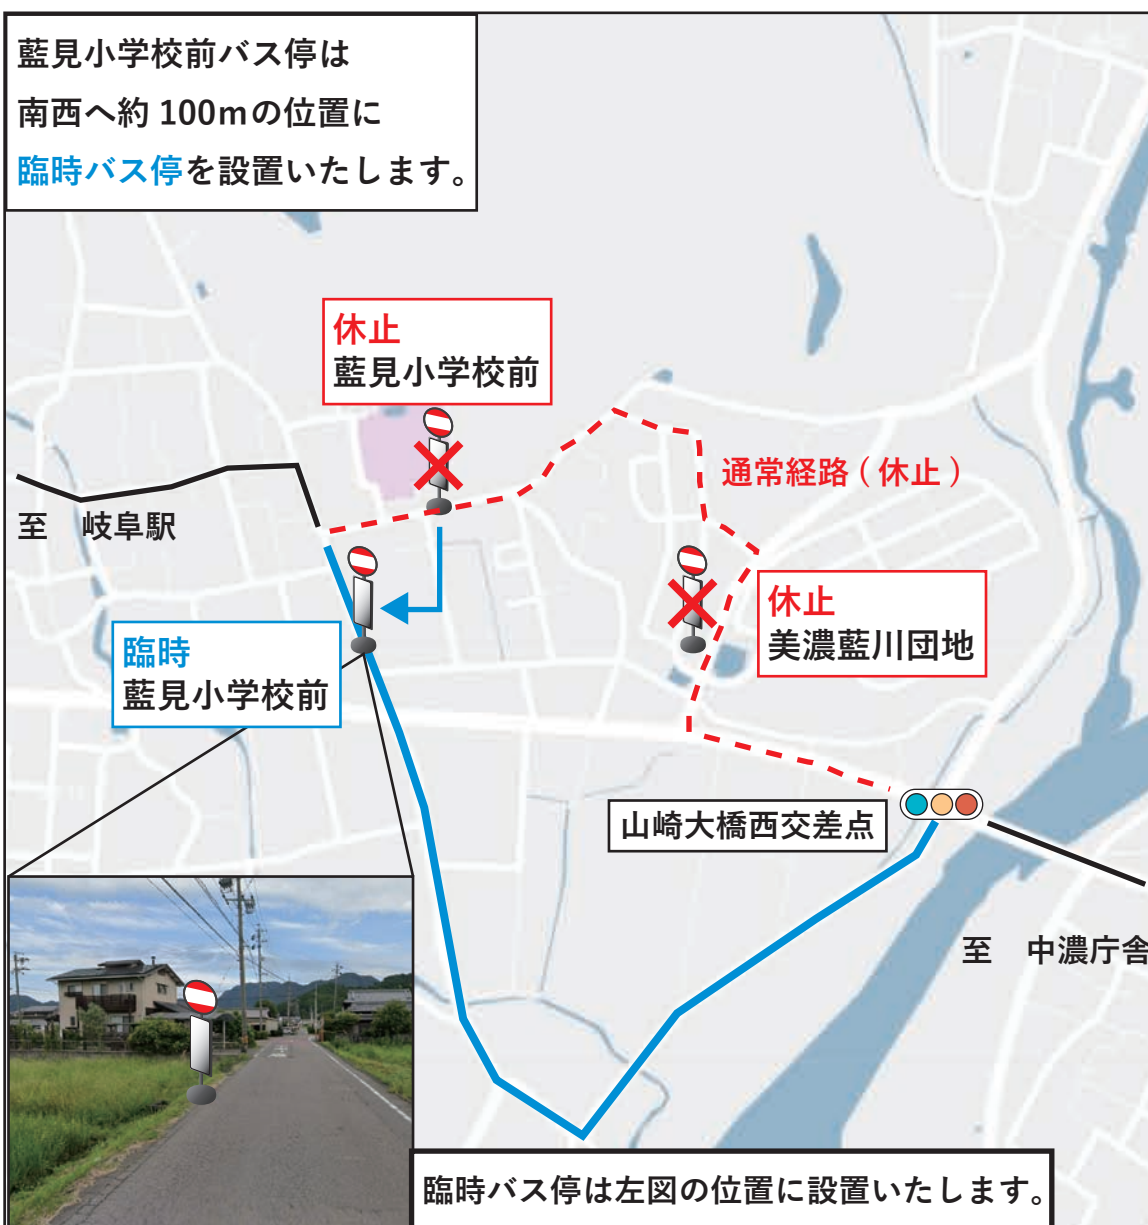 藍見小学校前バス停は
南西へ約 100mの位置に
臨時バス停を設置いたします。
休止
藍見小学校前
通常経路 ( 休止 )
至　岐阜駅
休止
美濃藍川団地
臨時
藍見小学校前
山崎大橋西交差点
至　中濃庁舎
臨時バス停は左図の位置に設置いたします。